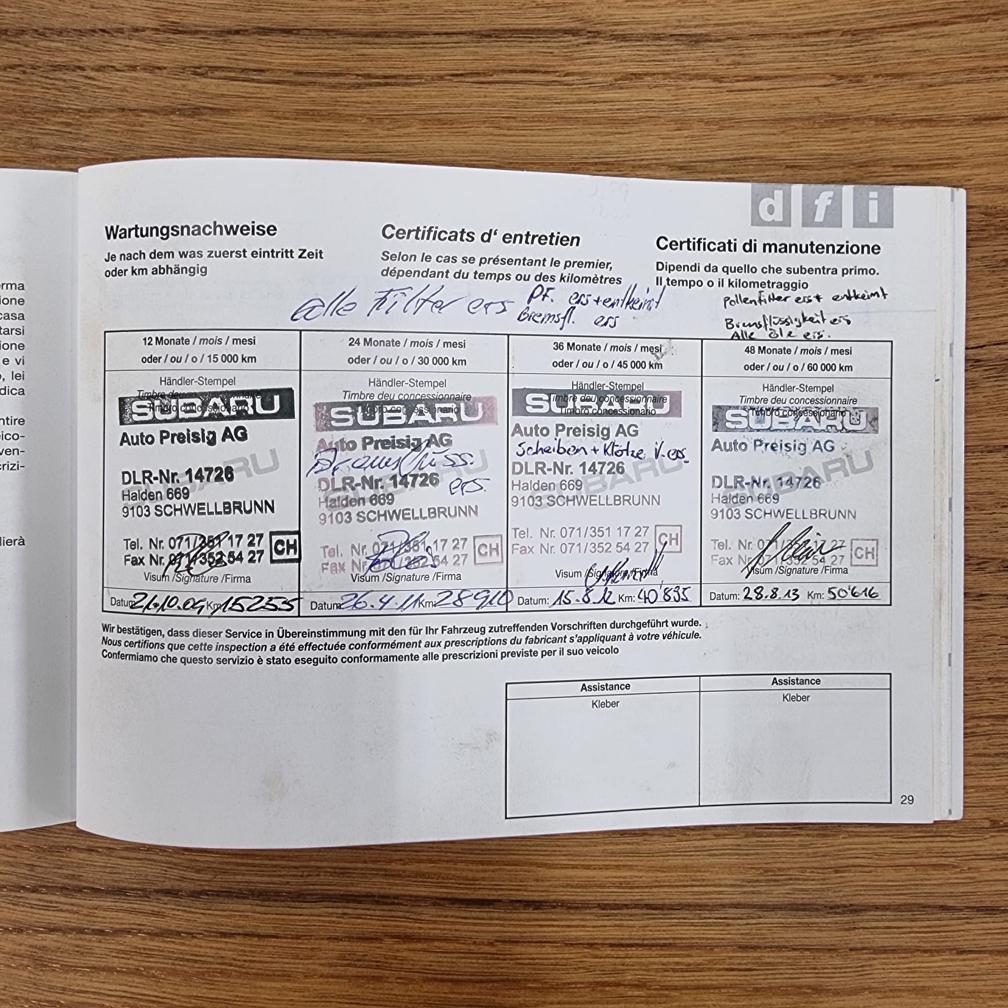 rma
ione
casa
tarsi
ione
e vi
, lei
dica
ntire
ico-
ven-
crizi-
lierà
d f i
Wartungsnachweise
Je nach dem was zuerst eintritt Zeit
oder km abhängig
Certificats d' entretien
Selon le cas se présentant le premier,
dépendant du temps ou des kilomètres
Certificati di manutenzione
Dipendi da quello che subentra primo.
Il tempo o il kilometraggio
alle Filter ers
Pf. ers + entkeimt
Bremsfl. ers
Pollenfilter ers + entkeimt
Bremsflüssigkeit ers
Alle Öle ers.
12 Monate / mois / mesi
oder / ou / o / 15 000 km
Händler-Stempel
Timbre du concessionnaire
Timbro concessionario
SUBARU
Auto Preisig AG
DLR-Nr. 14726
Halden 669
9103 SCHWELLBRUNN
Tel. Nr. 071/351 17 27
Fax Nr. 071/352 54 27
CH
Visum /Signature /Firma
Datum: 21.10.09 Km: 15255
24 Monate / mois / mesi
oder / ou / o / 30 000 km
Händler-Stempel
Timbre du concessionnaire
Timbro concessionario
SUBARU
Auto Preisig AG
Bremsflüss.
ers.
DLR-Nr. 14726
Halden 669
9103 SCHWELLBRUNN
Tel. Nr. 071/351 17 27
Fax Nr. 071/352 54 27
CH
Visum /Signature /Firma
Datum: 26.4.11 Km: 28910
36 Monate / mois / mesi
oder / ou / o / 45 000 km
Händler-Stempel
Timbre du concessionnaire
Timbro concessionario
SUBARU
Auto Preisig AG
Scheiben + Klötze v. ers.
DLR-Nr. 14726
Halden 669
9103 SCHWELLBRUNN
Tel. Nr. 071/351 17 27
Fax Nr. 071/352 54 27
CH
Visum /Signature /Firma
Datum: 15.8.12 Km: 40'835
48 Monate / mois / mesi
oder / ou / o / 60 000 km
Händler-Stempel
Timbre du concessionnaire
Timbro concessionario
SUBARU
Auto Preisig AG
DLR-Nr. 14726
Halden 669
9103 SCHWELLBRUNN
Tel. Nr. 071/351 17 27
Fax Nr. 071/352 54 27
CH
Visum /Signature /Firma
Datum: 28.8.13 Km: 50'616
Wir bestätigen, dass dieser Service in Übereinstimmung mit den für Ihr Fahrzeug zutreffenden Vorschriften durchgeführt wurde.
Nous certifions que cette inspection a été effectuée conformément aux prescriptions du fabricant s'appliquant à votre véhicule.
Confermiamo che questo servizio è stato eseguito conformamente alle prescrizioni previste per il suo veicolo
Assistance
Kleber
Assistance
Kleber
29